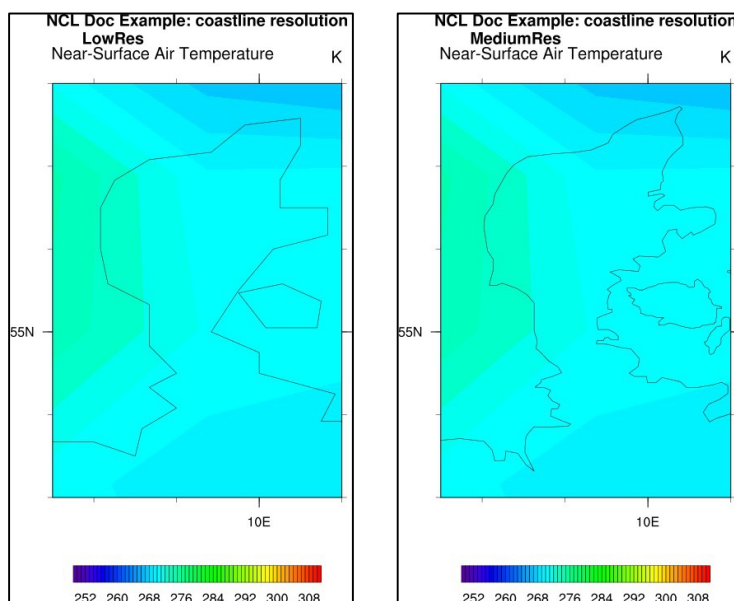 NCL Doc Example: coastline resolution
LowRes
Near-Surface Air Temperature K
55N
10E
252 260 268 276 284 292 300 308
NCL Doc Example: coastline resolution
MediumRes
Near-Surface Air Temperature K
55N
10E
252 260 268 276 284 292 300 308